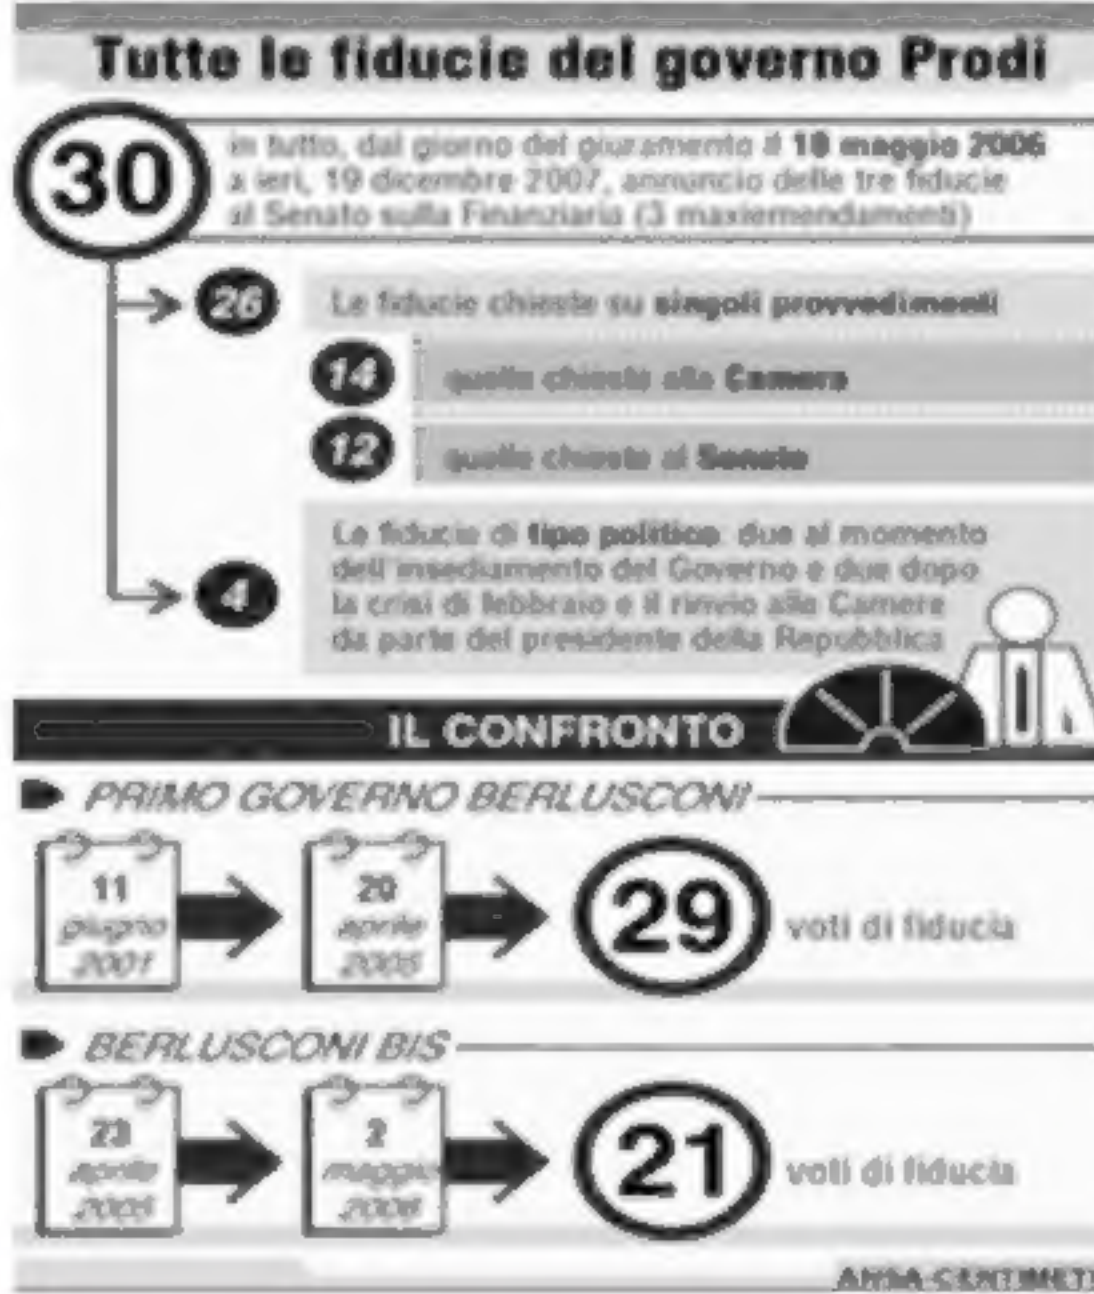 Tutte le fiducie del governo Prodi
30
in tutto, dal giorno del giuramento il 18 maggio 2006
a ieri, 19 dicembre 2007, annuncio delle tre fiducie
al Senato sulla Finanziaria (3 maxiemendamenti)
26
Le fiducie chieste su singoli provvedimenti
14
quelle chieste alla Camera
12
quelle chieste al Senato
4
Le fiducie di tipo politico: due al momento
dell'insediamento del Governo e due dopo
la crisi di febbraio e il rinvio alle Camere
da parte del presidente della Repubblica
IL CONFRONTO
PRIMO GOVERNO BERLUSCONI
11
giugno
2001
20
aprile
2005
29
voti di fiducia
BERLUSCONI BIS
23
aprile
2005
2
maggio
2006
21
voti di fiducia
ANSA-CENTIMET